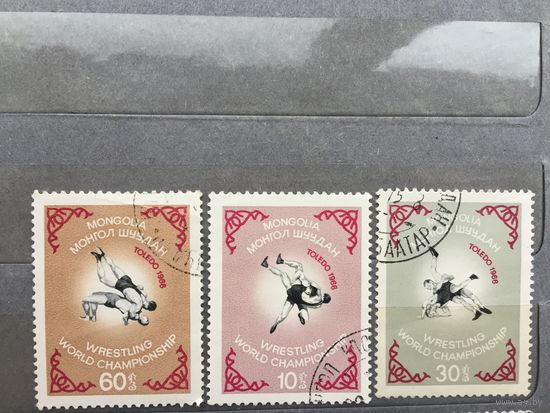 MONGOLIA
МОНГОЛ ШУУДАН
TOLEDO 1966
WRESTLING
WORLD CHAMPIONSHIP
60
MONGOLIA
МОНГОЛ ШУУДАН
TOLEDO 1966
WRESTLING
WORLD CHAMPIONSHIP
10
MONGOLIA
МОНГОЛ ШУУДАН
TOLEDO 1966
WRESTLING
WORLD CHAMPIONSHIP
30
БААТАР